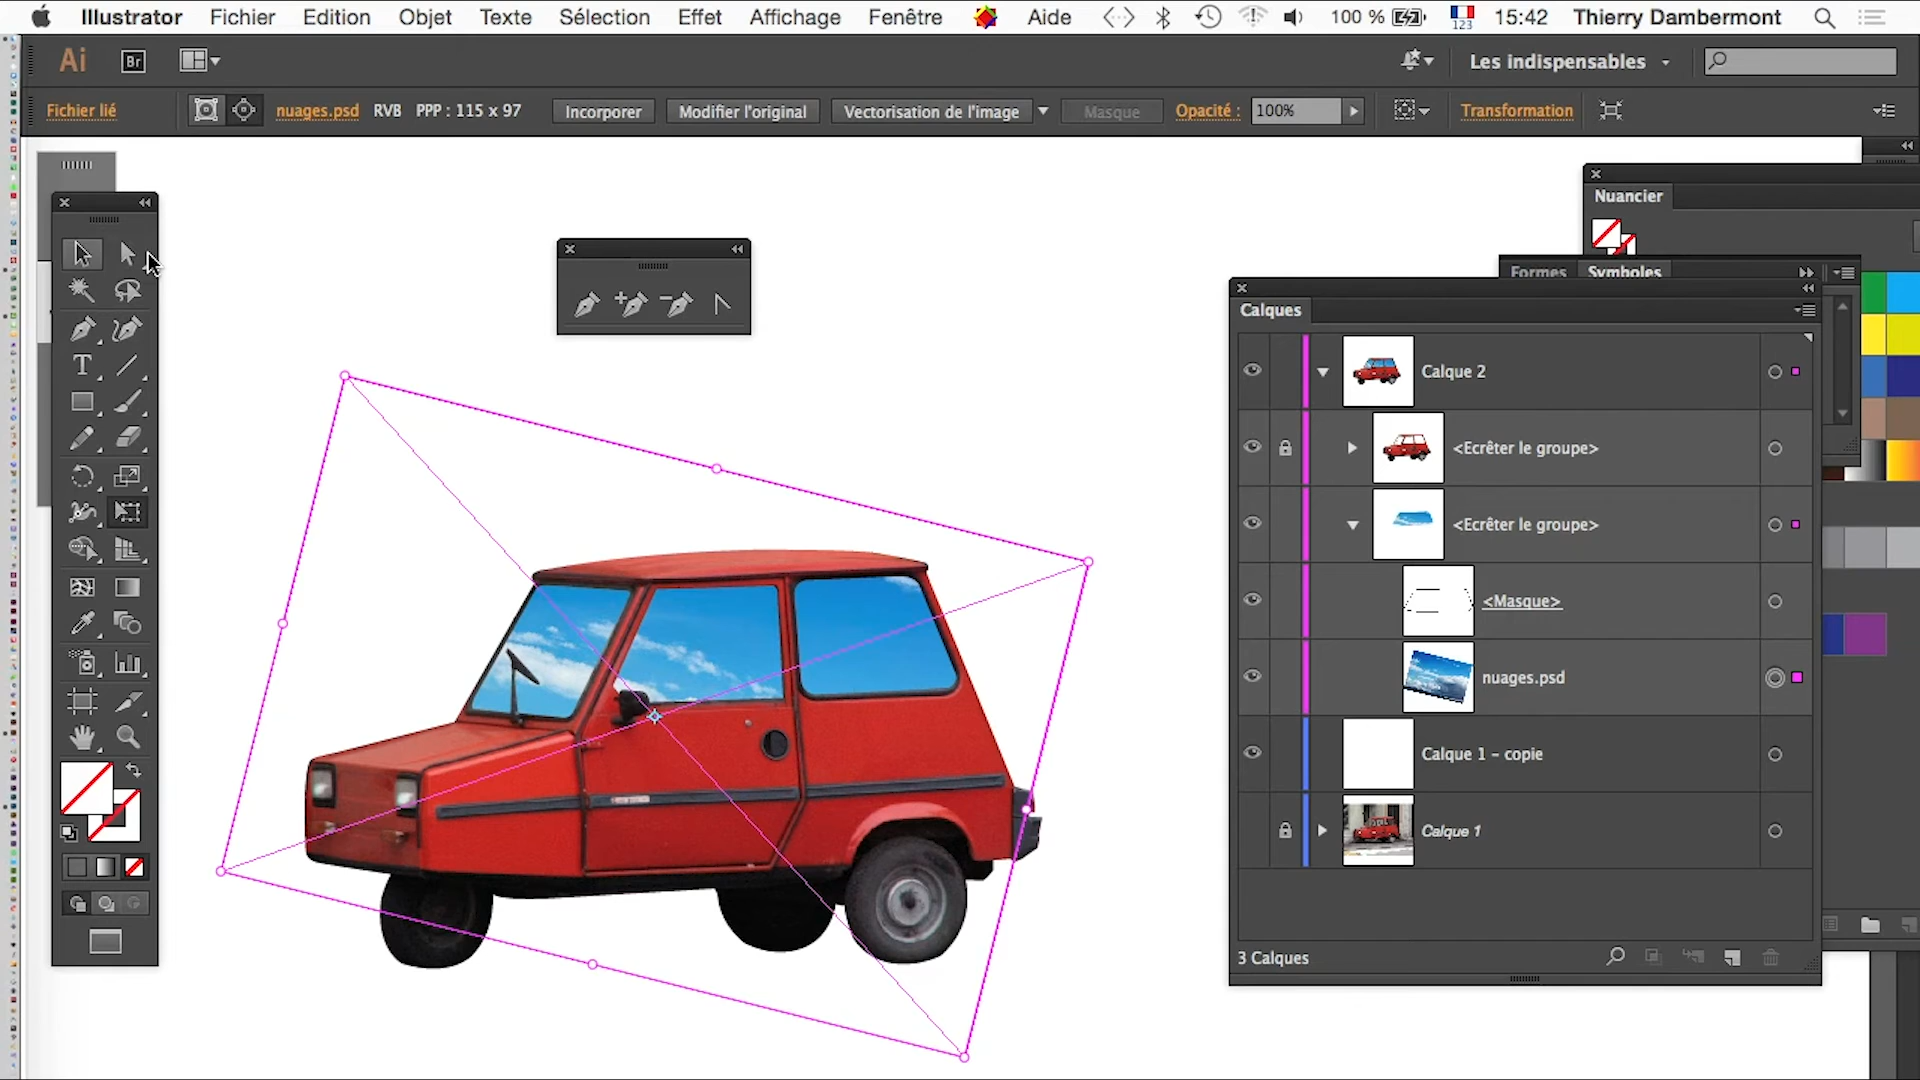 Illustrator Fichier Edition Objet Texte Sélection Effet Affichage Fenêtre Aide 100 % 123 15:42 Thierry Dambermont
Ai Br Les indispensables
Fichier lié nuages.psd RVB PPP : 115 x 97 Incorporer Modifier l'original Vectorisation de l'image Masque Opacité : 100% Transformation
Nuancier
Formes Symboles
Calques
Calque 2
<Ecrêter le groupe>
<Ecrêter le groupe>
<Masque>
nuages.psd
Calque 1 – copie
Calque 1
3 Calques